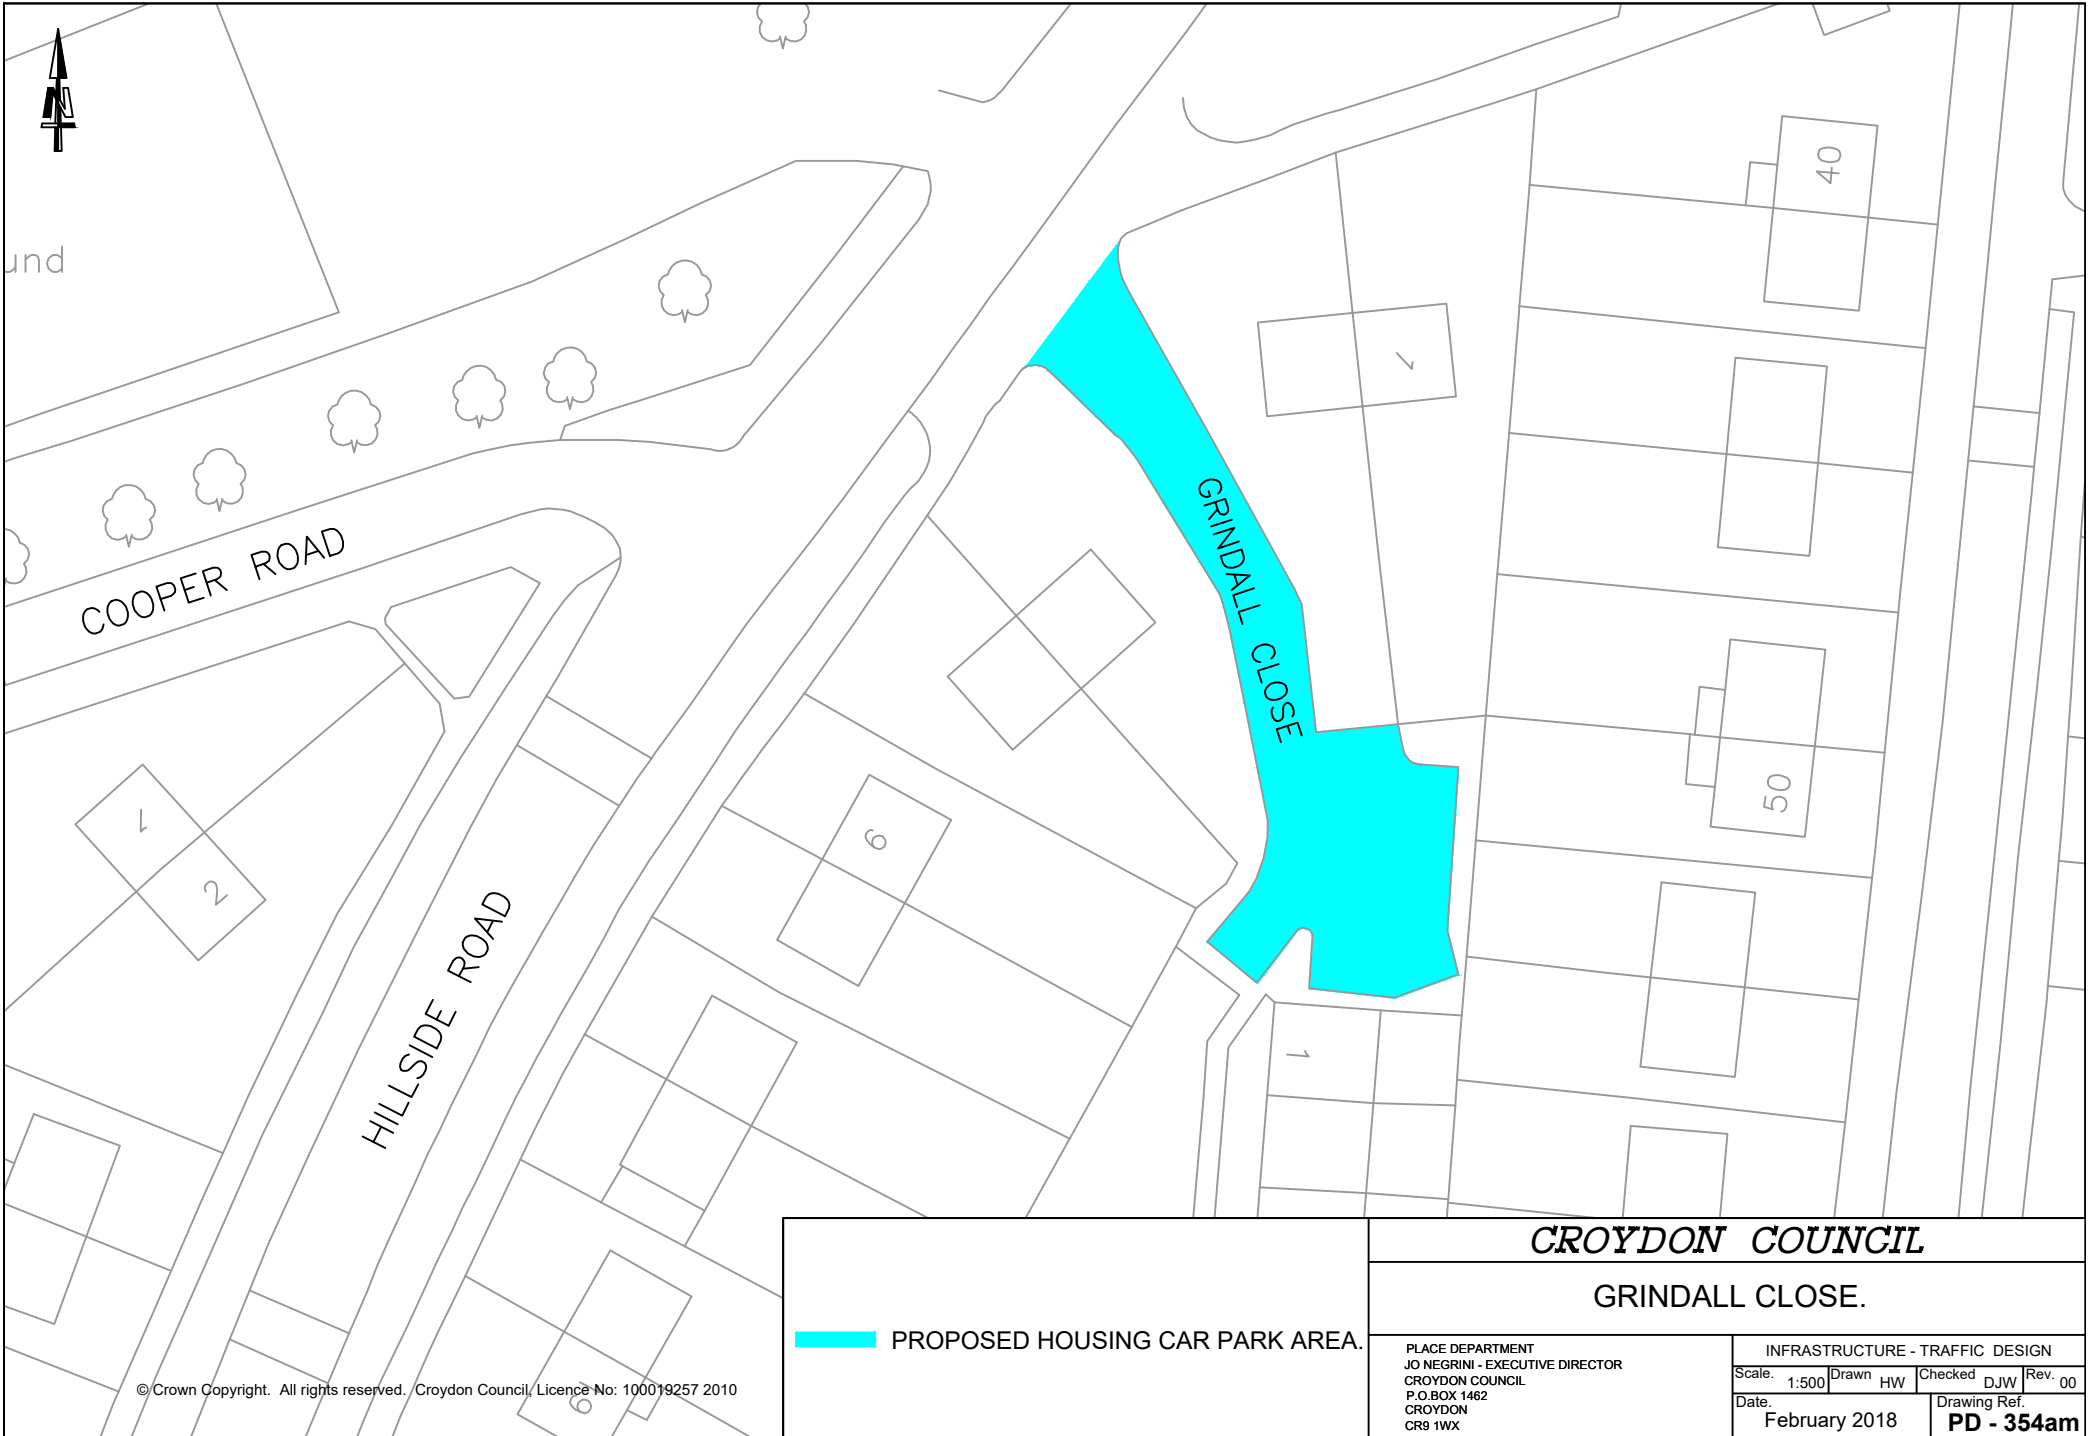 N
und
40
1
GRINDALL CLOSE
COOPER ROAD
50
1
2
6
HILLSIDE ROAD
1
CROYDON COUNCIL
GRINDALL CLOSE.
PROPOSED HOUSING CAR PARK AREA.
PLACE DEPARTMENT
JO NEGRINI - EXECUTIVE DIRECTOR
CROYDON COUNCIL
P.O.BOX 1462
CROYDON
CR9 1WX
INFRASTRUCTURE - TRAFFIC DESIGN
Scale. 1:500 Drawn HW Checked DJW Rev. 00
Date. February 2018
Drawing Ref. PD - 354am
© Crown Copyright. All rights reserved. Croydon Council, Licence No: 100019257 2010